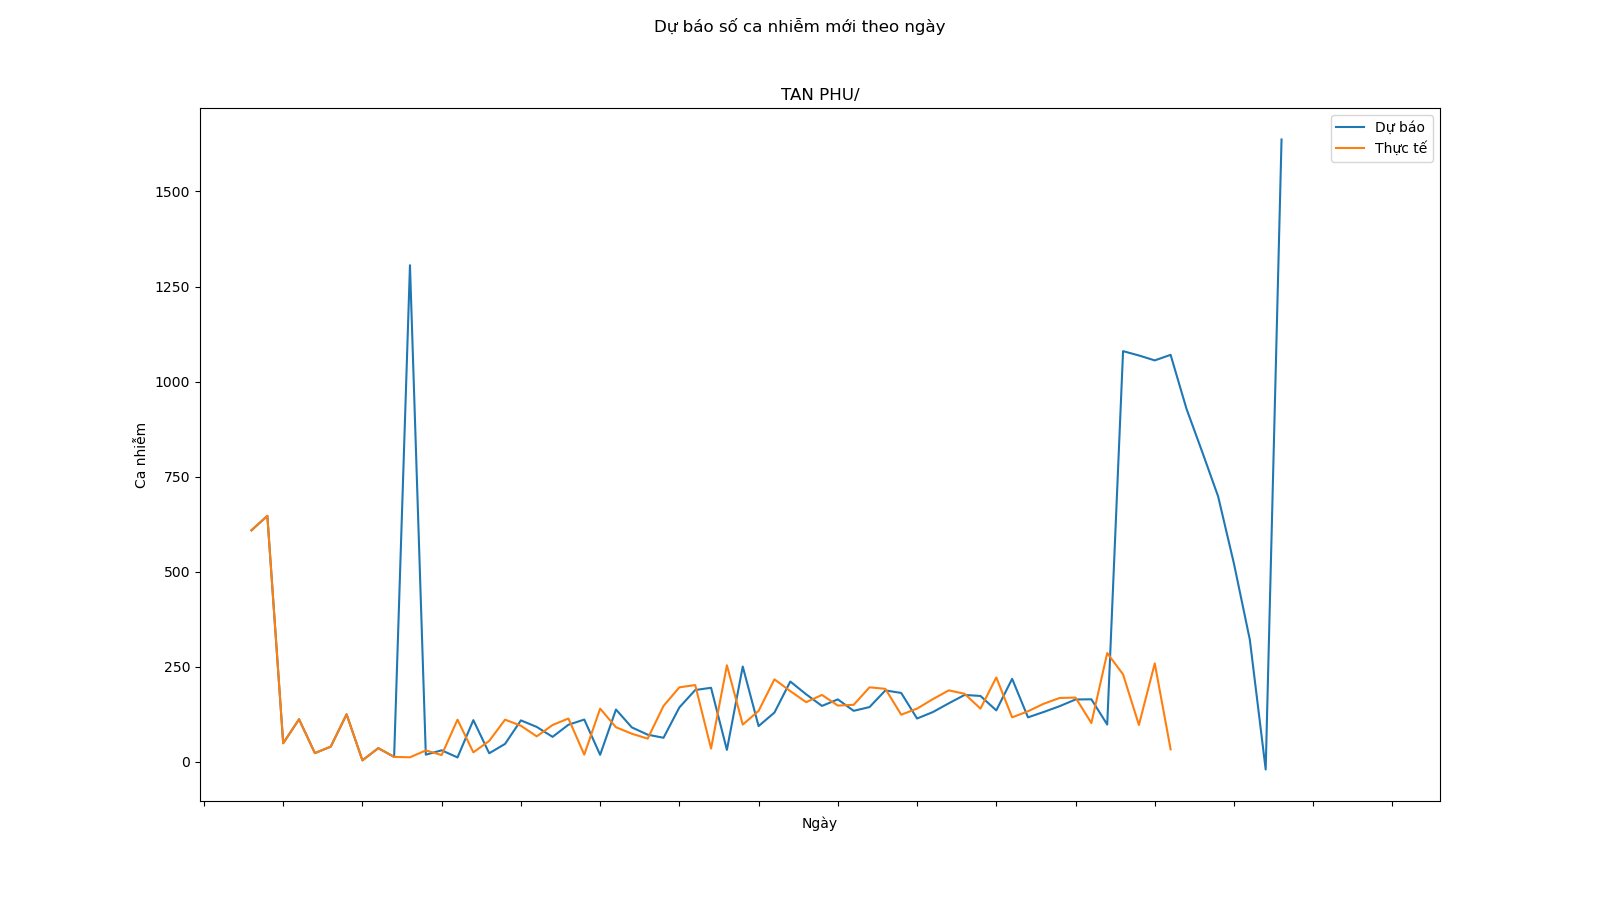 Dự báo số ca nhiễm mới theo ngày
TAN PHU/
Dự báo
Thực tế
1500
1250
1000
750
500
250
0
Ca nhiễm
Ngày